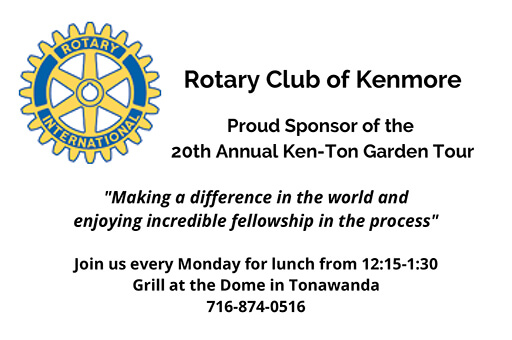 ROTARY
INTERNATIONAL
Rotary Club of Kenmore
Proud Sponsor of the
20th Annual Ken-Ton Garden Tour
"Making a difference in the world and
enjoying incredible fellowship in the process"
Join us every Monday for lunch from 12:15-1:30
Grill at the Dome in Tonawanda
716-874-0516